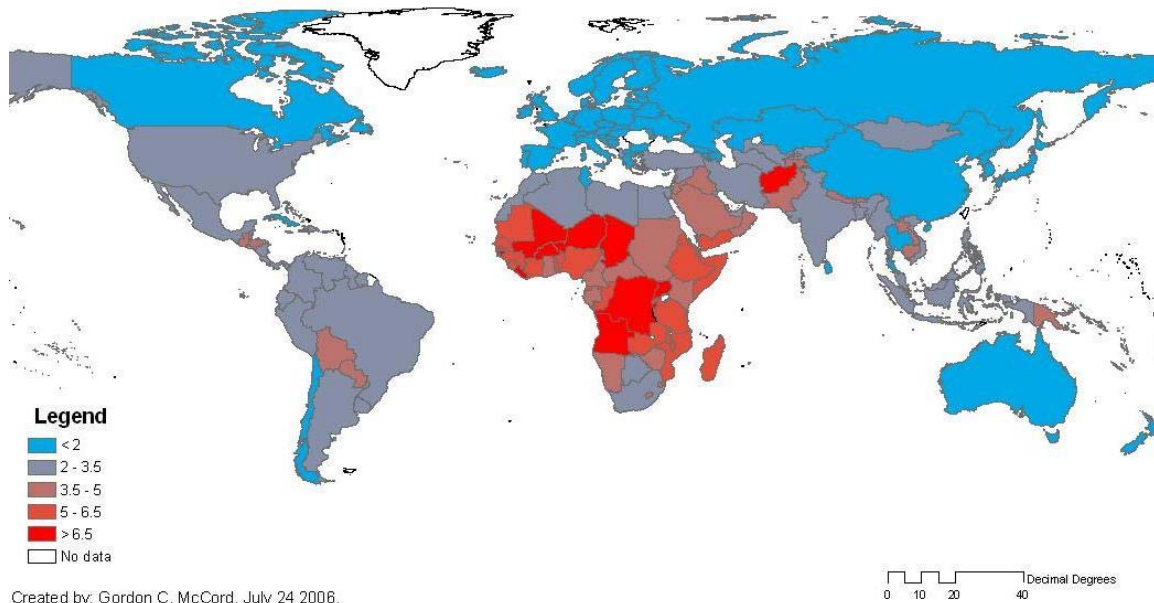 Legend
< 2
2 - 3.5
3.5 - 5
5 - 6.5
> 6.5
No data
Decimal Degrees
0 10 20 40
Created by: Gordon C. McCord, July 24 2006.